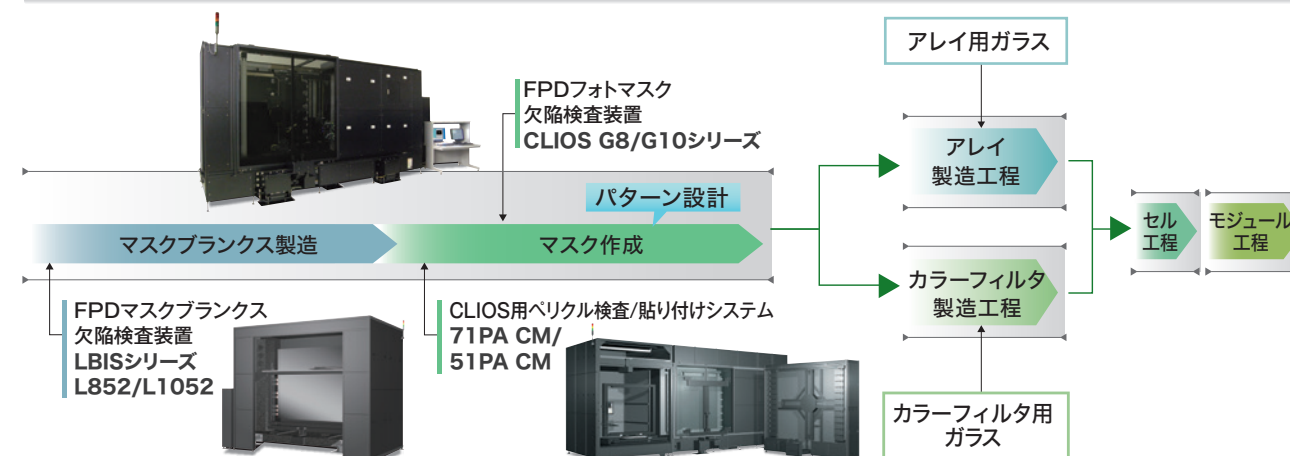 アレイ用ガラス
FPDフォトマスク
欠陥検査装置
CLIOS G8/G10シリーズ
アレイ
製造工程
パターン設計
マスクブランクス製造
マスク作成
セル
工程
モジュール
工程
カラーフィルタ
製造工程
FPDマスクブランクス
欠陥検査装置
LBISシリーズ
L852/L1052
CLIOS用ペリクル検査/貼り付けシステム
71PA CM/
51PA CM
カラーフィルタ用
ガラス